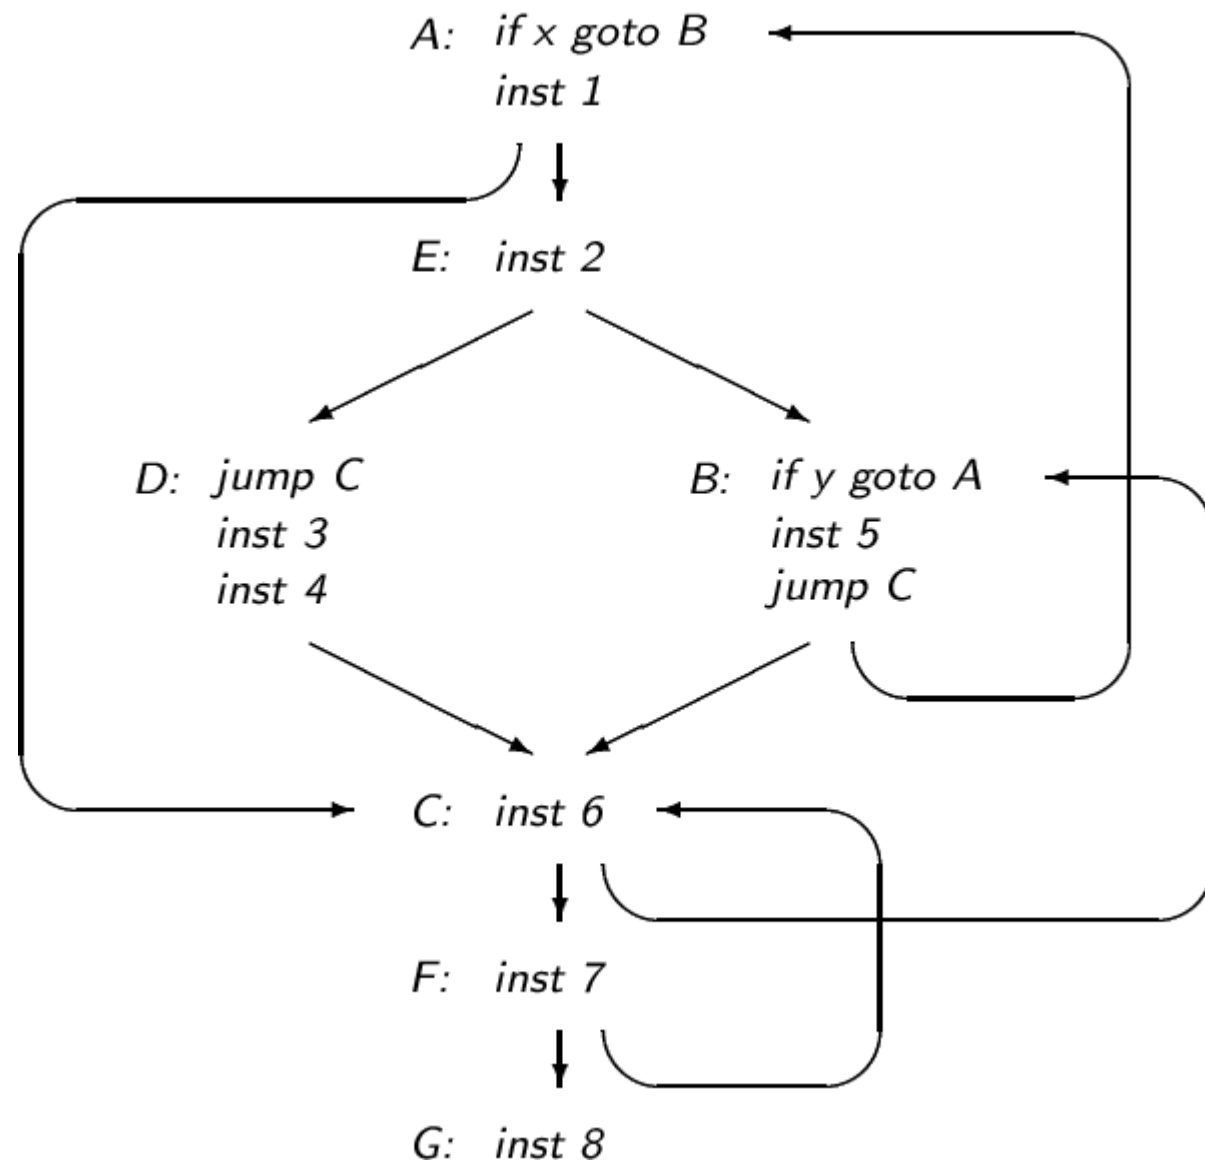 A: if x goto B
inst 1
E: inst 2
D: jump C
inst 3
inst 4
B: if y goto A
inst 5
jump C
C: inst 6
F: inst 7
G: inst 8